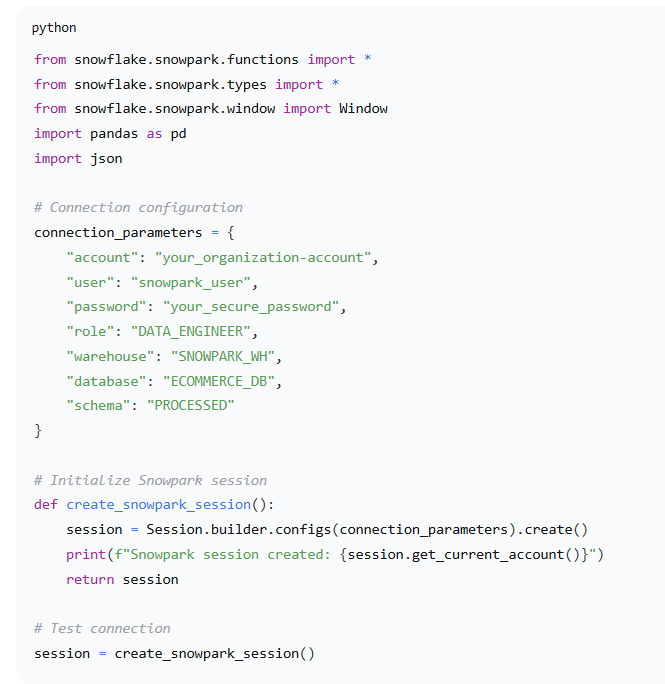 python
from snowflake.snowpark.functions import *
from snowflake.snowpark.types import *
from snowflake.snowpark.window import Window
import pandas as pd
import json

# Connection configuration
connection_parameters = {
    "account": "your_organization-account",
    "user": "snowpark_user",
    "password": "your_secure_password",
    "role": "DATA_ENGINEER",
    "warehouse": "SNOWPARK_WH",
    "database": "ECOMMERCE_DB",
    "schema": "PROCESSED"
}

# Initialize Snowpark session
def create_snowpark_session():
    session = Session.builder.configs(connection_parameters).create()
    print(f"Snowpark session created: {session.get_current_account()}")
    return session

# Test connection
session = create_snowpark_session()